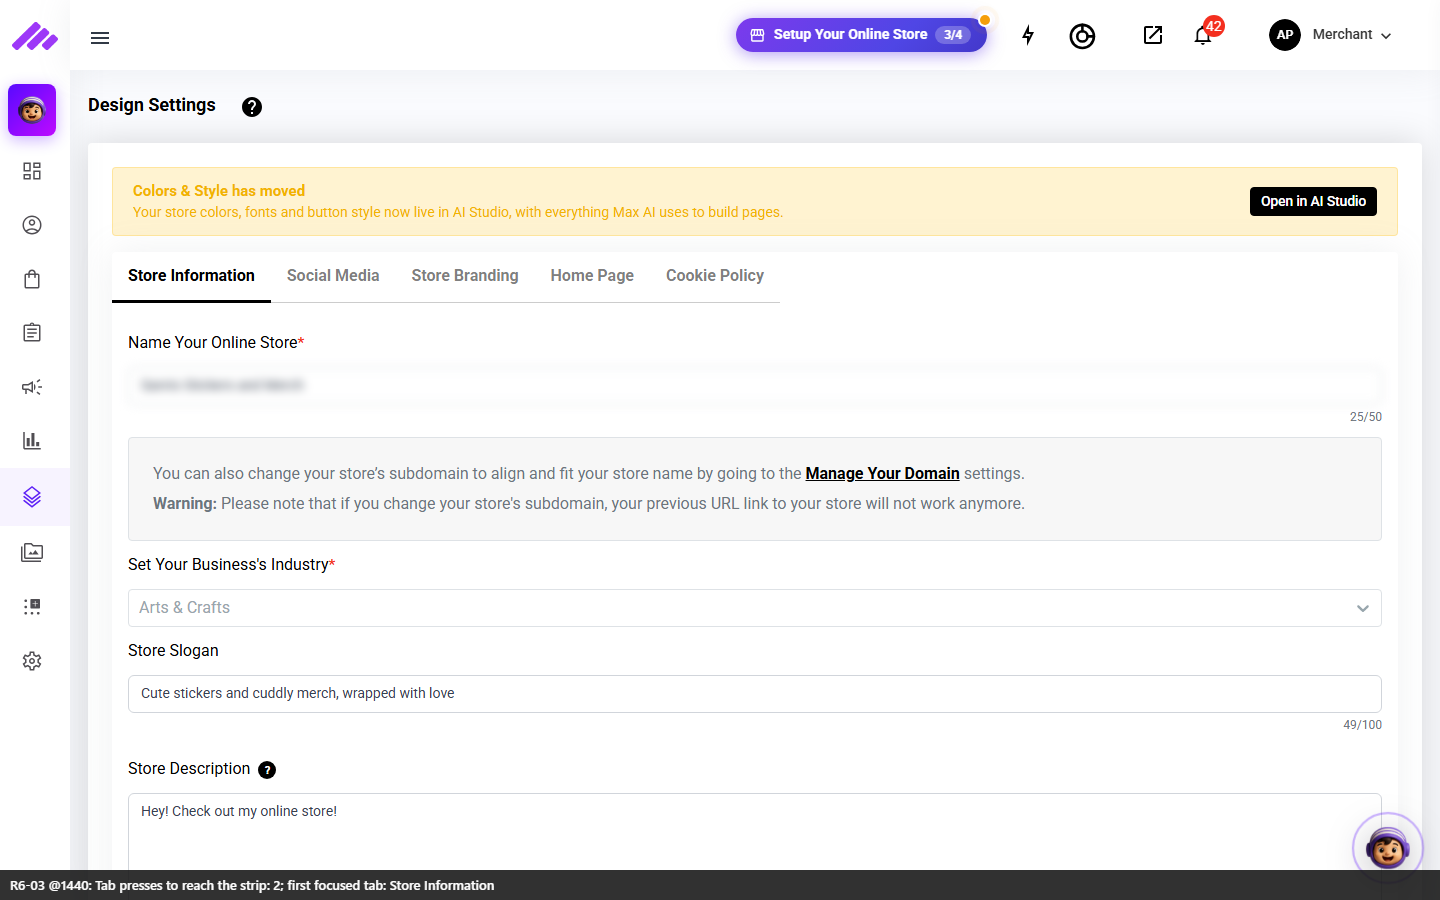 Setup Your Online Store 3/4
42
AP Merchant
Design Settings ?
Colors & Style has moved
Your store colors, fonts and button style now live in AI Studio, with everything Max AI uses to build pages.
Open in AI Studio
Store Information Social Media Store Branding Home Page Cookie Policy
Name Your Online Store*
25/50
You can also change your store’s subdomain to align and fit your store name by going to the Manage Your Domain settings.
Warning: Please note that if you change your store's subdomain, your previous URL link to your store will not work anymore.
Set Your Business's Industry*
Arts & Crafts
Store Slogan
Cute stickers and cuddly merch, wrapped with love
49/100
Store Description ?
Hey! Check out my online store!
R6-03 @1440: Tab presses to reach the strip: 2; first focused tab: Store Information